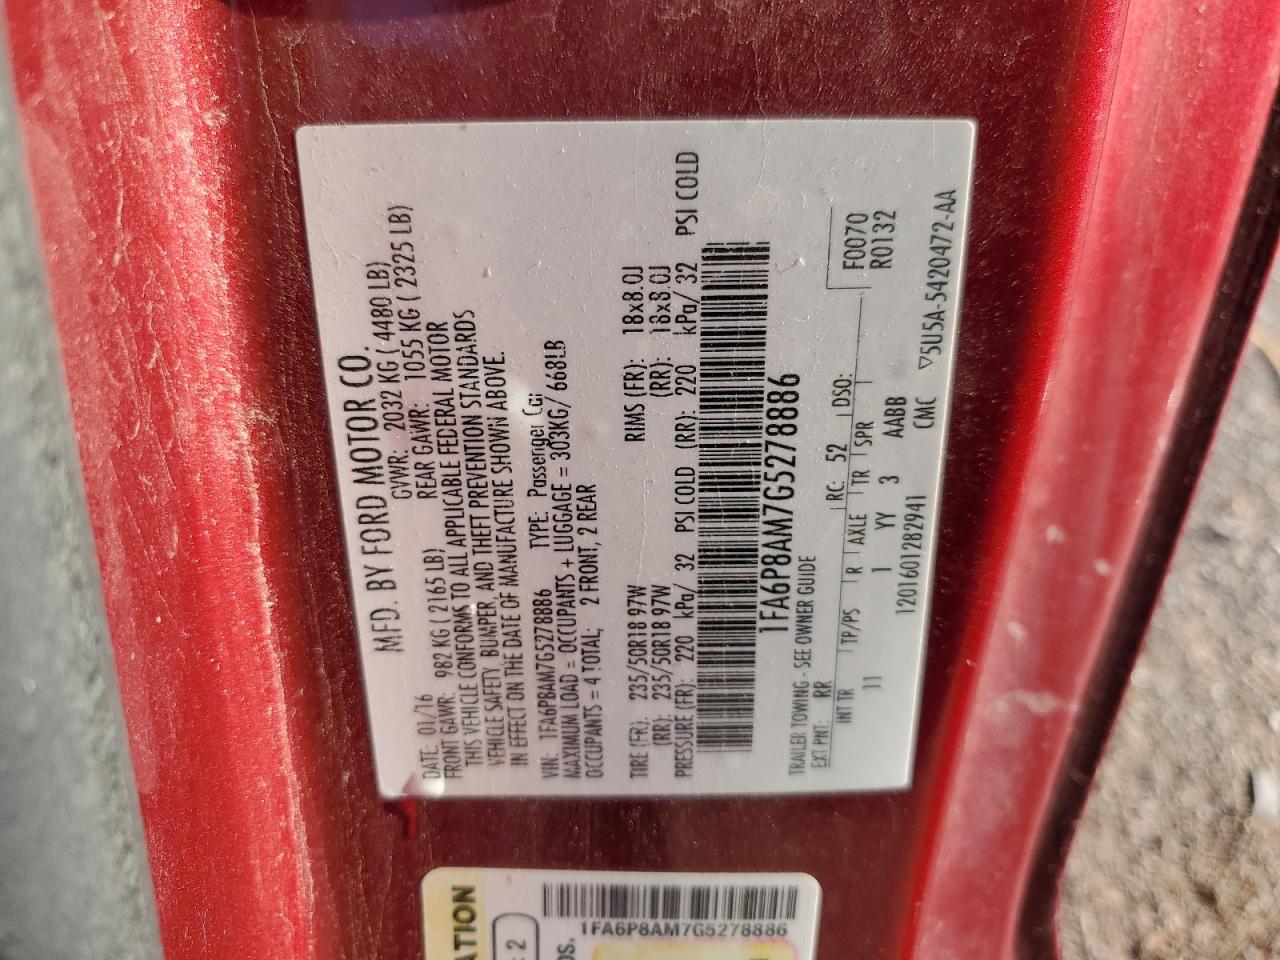 MFD. BY FORD MOTOR CO.
DATE: 01/16 GVWR: 2032 KG ( 4480 LB)
FRONT GAWR: 982 KG ( 2165 LB) REAR GAWR: 1055 KG ( 2325 LB)
THIS VEHICLE CONFORMS TO ALL APPLICABLE FEDERAL MOTOR
VEHICLE SAFETY, BUMPER, AND THEFT PREVENTION STANDARDS
IN EFFECT ON THE DATE OF MANUFACTURE SHOWN ABOVE.
VIN: 1FA6P8AM7G5278886 TYPE: Passenger Car
MAXIMUM LOAD = OCCUPANTS + LUGGAGE = 303KG/ 668LB
OCCUPANTS = 4 TOTAL: 2 FRONT, 2 REAR
TIRE (FR): 235/50R18 97W RIMS (FR): 18x8.0J
(RR): 235/50R18 97W (RR): 18x8.0J
PRESSURE (FR): 220 kPa/ 32 PSI COLD (RR): 220 kPa/ 32 PSI COLD
1FA6P8AM7G5278886
TRAILER TOWING - SEE OWNER GUIDE
EXT PNT: RR RC: 52 DSO: F0070
R0132
INT TR TP/PS R AXLE TR SPR
11 1 YY 3 AABB
1201601282941 CMC
▽5U5A-5420472-AA
ATION
: 2
OS.
1FA6P8AM7G5278886